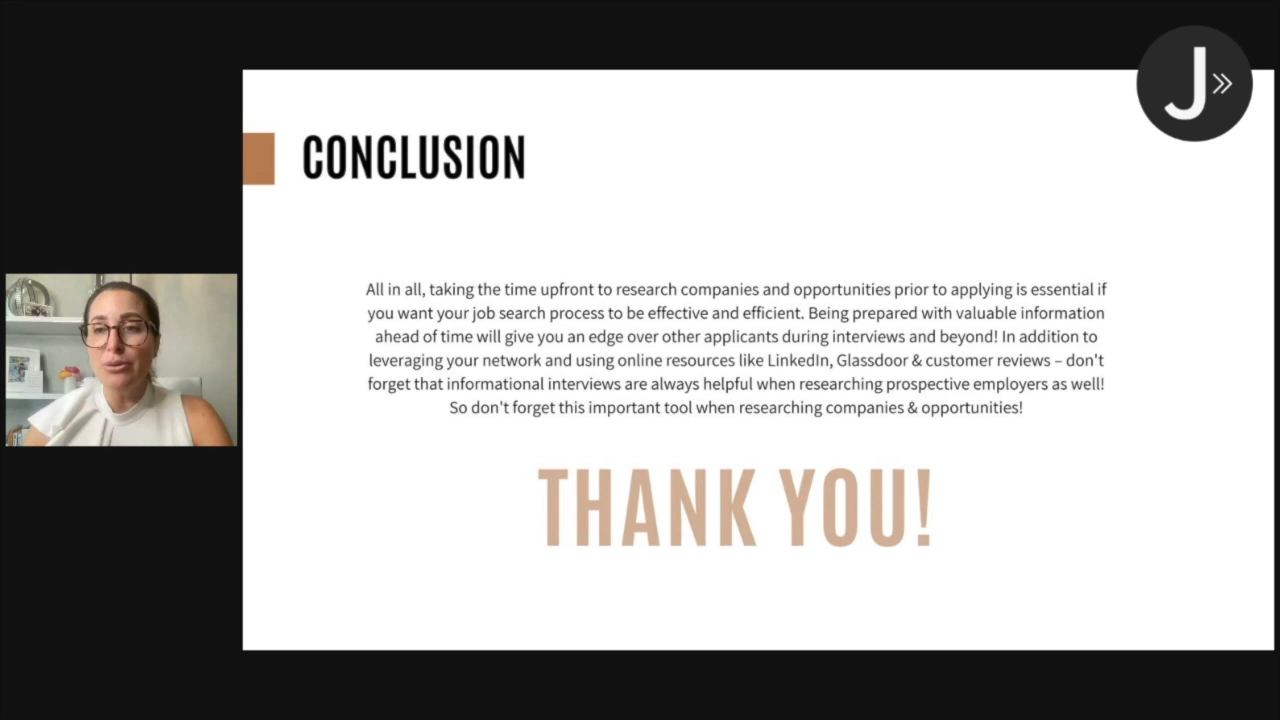 J»
CONCLUSION
All in all, taking the time upfront to research companies and opportunities prior to applying is essential if
you want your job search process to be effective and efficient. Being prepared with valuable information
ahead of time will give you an edge over other applicants during interviews and beyond! In addition to
leveraging your network and using online resources like LinkedIn, Glassdoor & customer reviews – don't
forget that informational interviews are always helpful when researching prospective employers as well!
So don't forget this important tool when researching companies & opportunities!
THANK YOU!